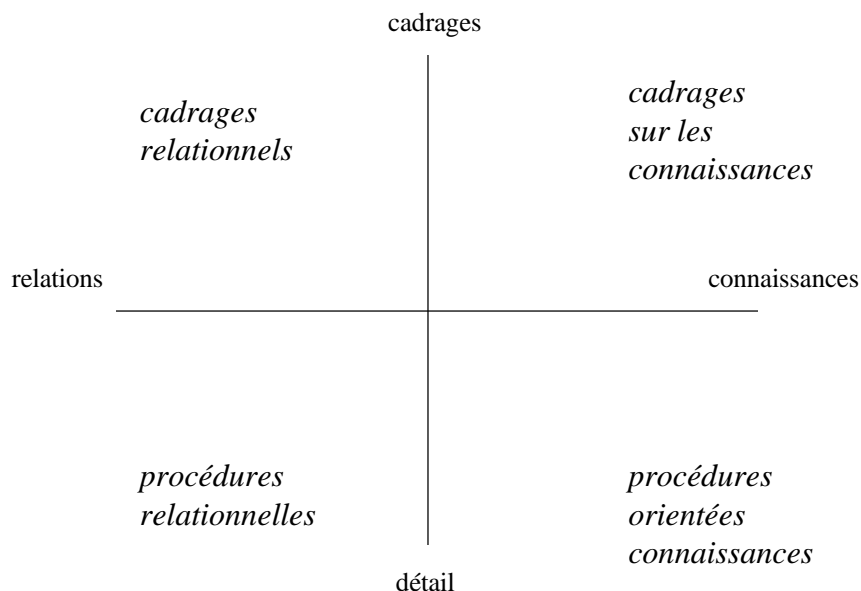 cadrages
cadrages
relationnels
cadrages
sur les
connaissances
relations
connaissances
procédures
relationnelles
procédures
orientées
connaissances
détail